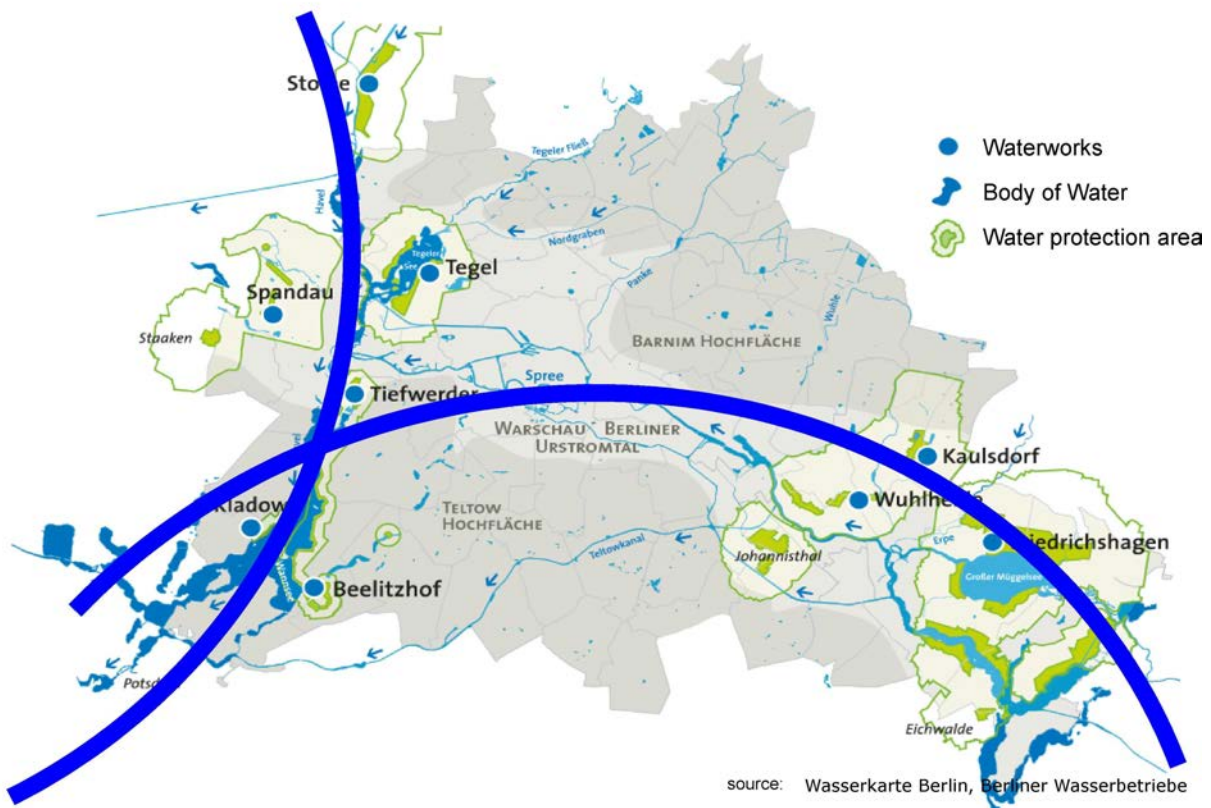 Stolpe
Waterworks
Body of Water
Water protection area
Tegeler Fließ
Havel
Nordgraben
Tegeler
See
Tegel
Panke
Wuhle
Spandau
Staaken
BARNIM HOCHFLÄCHE
Spree
Tiefwerder
WARSCHAU - BERLINER
URSTROMTAL
Kaulsdorf
Kladow
TELTOW
HOCHFLÄCHE
Wuhlheide
Erpe
Friedrichshagen
Johannisthal
Teltowkanal
Großer Müggelsee
Wannsee
Beelitzhof
Potsdam
Eichwalde
source: Wasserkarte Berlin, Berliner Wasserbetriebe